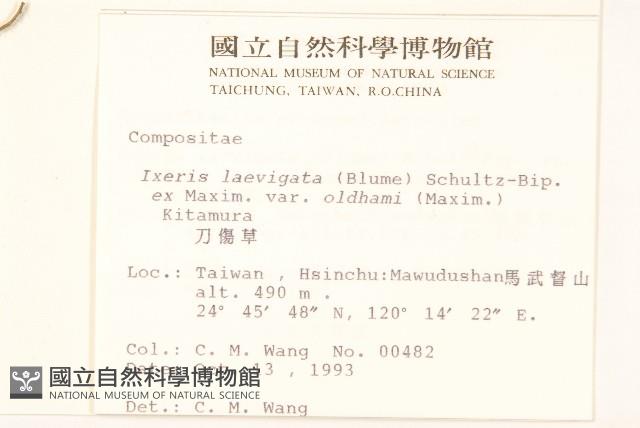 國立自然科學博物館
NATIONAL MUSEUM OF NATURAL SCIENCE
TAICHUNG, TAIWAN, R.O.CHINA
Compositae
Ixeris laevigata (Blume) Schultz-Bip.
ex Maxim. var. oldhami (Maxim.)
Kitamura
刀傷草
Loc.: Taiwan , Hsinchu:Mawudushan馬武督山
alt. 490 m .
24° 45′ 48″ N, 120° 14′ 22″ E.
Col.: C. M. Wang No. 00482
Date: Oct. 13 , 1993
國立自然科學博物館
NATIONAL MUSEUM OF NATURAL SCIENCE
Det.: C. M. Wang